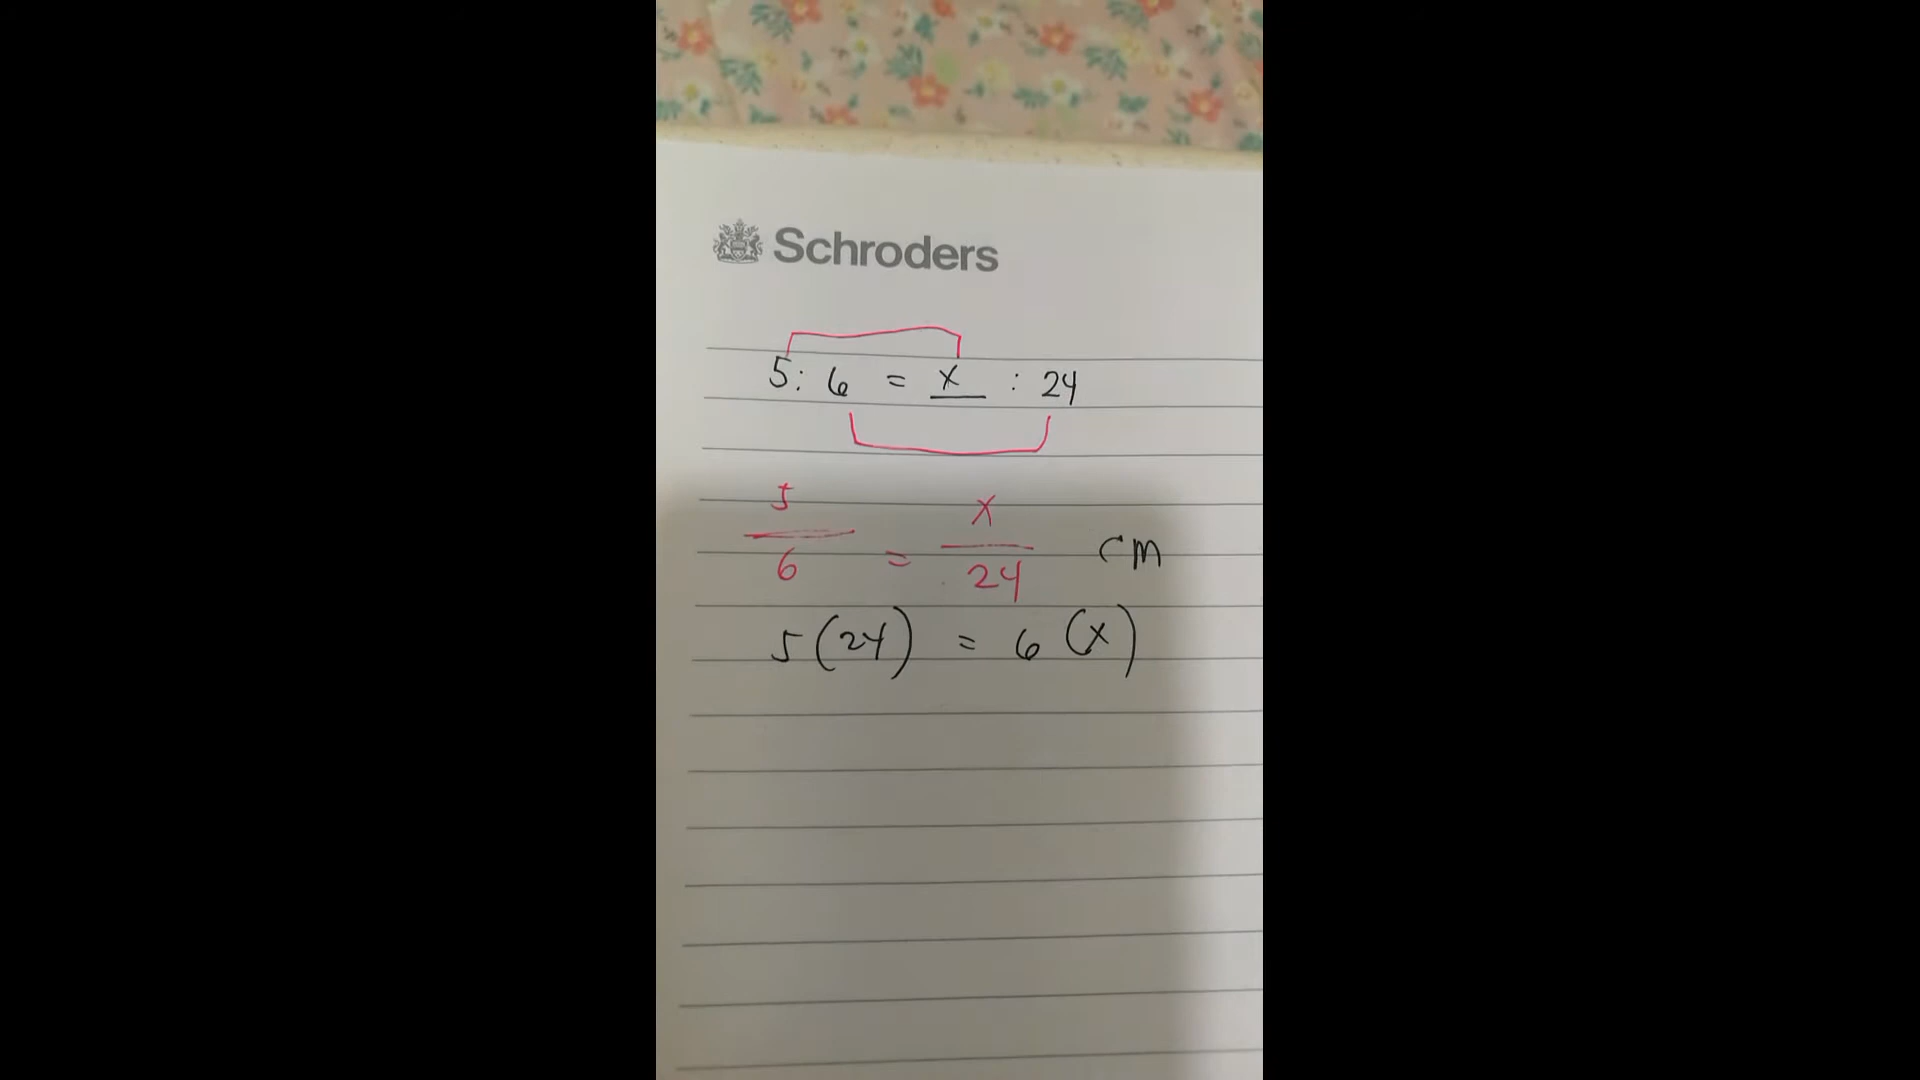 Schroders
5 : 6 = x : 24
5/6 = x/24 cm
5(24) = 6(x)